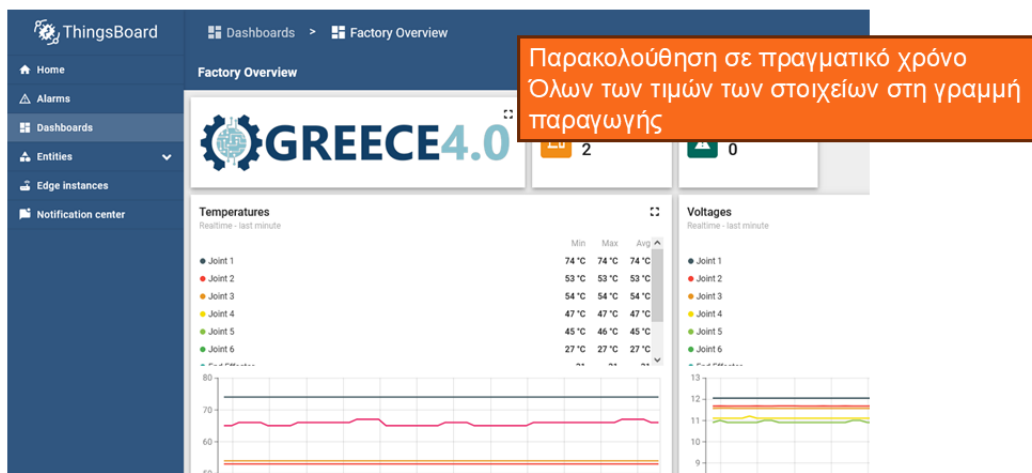 ThingsBoard
Dashboards > Factory Overview
Παρακολούθηση σε πραγματικό χρόνο
Όλων των τιμών των στοιχείων στη γραμμή
παραγωγής
Home
Alarms
Dashboards
Entities
Edge instances
Notification center
Factory Overview
GREECE4.0
2
0
Temperatures
Realtime - last minute
Min Max Avg
Joint 1 74 °C 74 °C 74 °C
Joint 2 53 °C 53 °C 53 °C
Joint 3 54 °C 54 °C 54 °C
Joint 4 47 °C 47 °C 47 °C
Joint 5 45 °C 46 °C 45 °C
Joint 6 27 °C 27 °C 27 °C
80
70
60
Voltages
Realtime - last minute
Joint 1
Joint 2
Joint 3
Joint 4
Joint 5
Joint 6
13
12
11
10
9